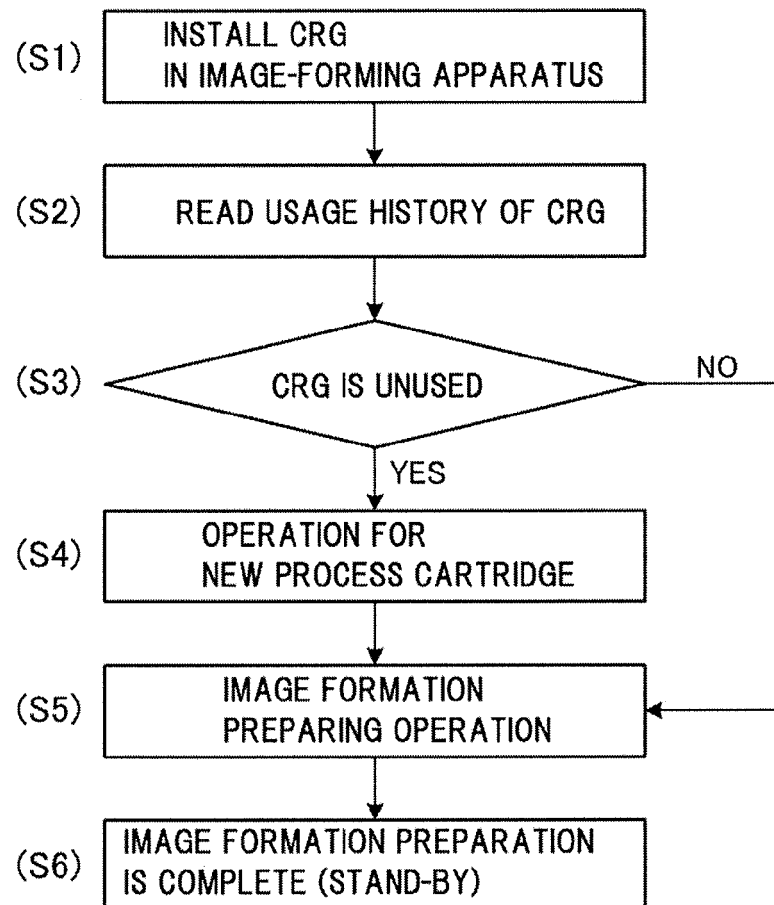 (S1)
INSTALL CRG
IN IMAGE-FORMING APPARATUS
(S2)
READ USAGE HISTORY OF CRG
(S3)
CRG IS UNUSED
NO
YES
(S4)
OPERATION FOR
NEW PROCESS CARTRIDGE
(S5)
IMAGE FORMATION
PREPARING OPERATION
(S6)
IMAGE FORMATION PREPARATION
IS COMPLETE (STAND-BY)